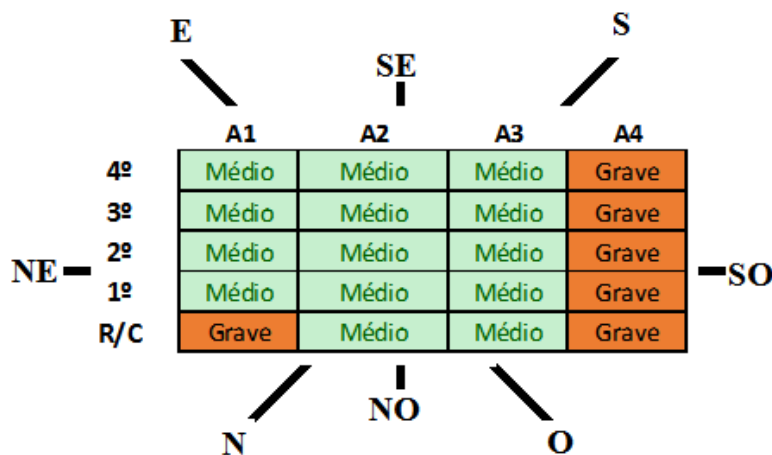 E
S
SE
A1 A2 A3 A4
4º Médio Médio Médio Grave
3º Médio Médio Médio Grave
2º Médio Médio Médio Grave
NE SO
1º Médio Médio Médio Grave
R/C Grave Médio Médio Grave
NO
N O